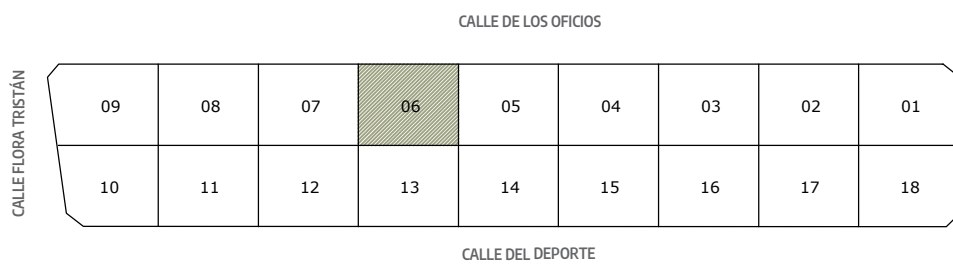 CALLE DE LOS OFICIOS
CALLE FLORA TRISTÁN
09 08 07 06 05 04 03 02 01
10 11 12 13 14 15 16 17 18
CALLE DEL DEPORTE